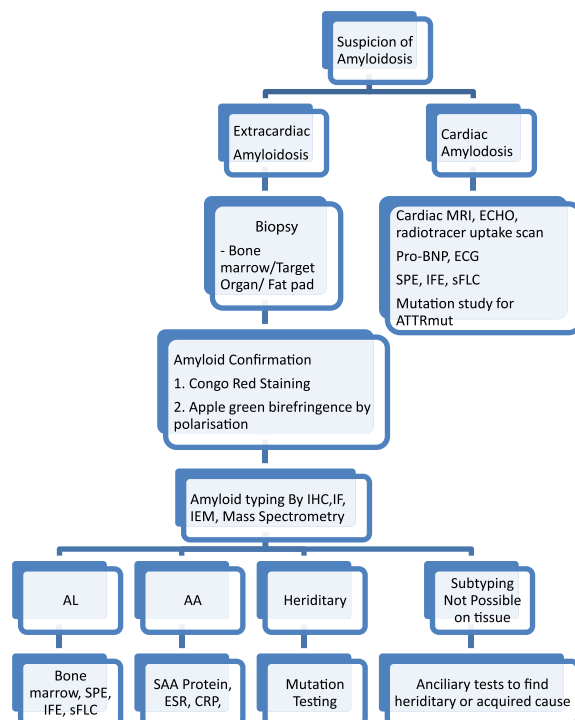 Suspicion of
Amyloidosis
Extracardiac
Amyloidosis
Cardiac
Amylodosis
Biopsy
- Bone
marrow/Target
Organ/ Fat pad
Cardiac MRI, ECHO,
radiotracer uptake scan
Pro-BNP, ECG
SPE, IFE, sFLC
Mutation study for
ATTRmut
Amyloid Confirmation
1. Congo Red Staining
2. Apple green birefringence by
polarisation
Amyloid typing By IHC,IF,
IEM, Mass Spectrometry
AL
AA
Heriditary
Subtyping
Not Possible
on tissue
Bone
marrow, SPE,
IFE, sFLC
SAA Protein,
ESR, CRP,
Mutation
Testing
Anciliary tests to find
heriditary or acquired cause